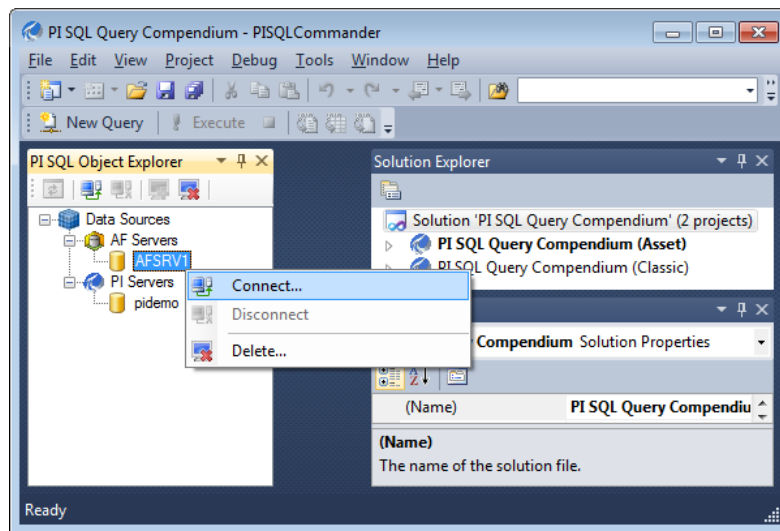 PI SQL Query Compendium - PISQLCommander
File Edit View Project Debug Tools Window Help
New Query Execute
PI SQL Object Explorer
Data Sources
AF Servers
AFSRV1
PI Servers
pidemo
Connect...
Disconnect
Delete...
Solution Explorer
Solution 'PI SQL Query Compendium' (2 projects)
PI SQL Query Compendium (Asset)
PI SQL Query Compendium (Classic)
Compendium Solution Properties
(Name) PI SQL Query Compendiu
(Name)
The name of the solution file.
Ready